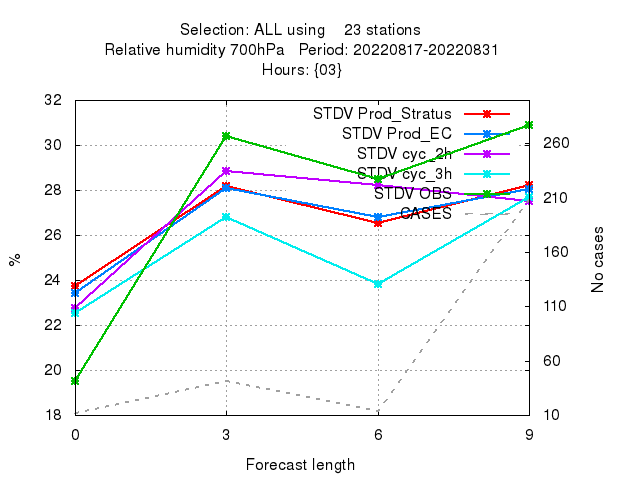 Selection: ALL using 23 stations
Relative humidity 700hPa Period: 20220817-20220831
Hours: {03}
32
30
28
26
24
22
20
18
%
STDV Prod_Stratus
STDV Prod_EC
STDV cyc_2h
STDV cyc_3h
STDV OBS
CASES
260
210
160
110
60
10
No cases
0 3 6 9
Forecast length